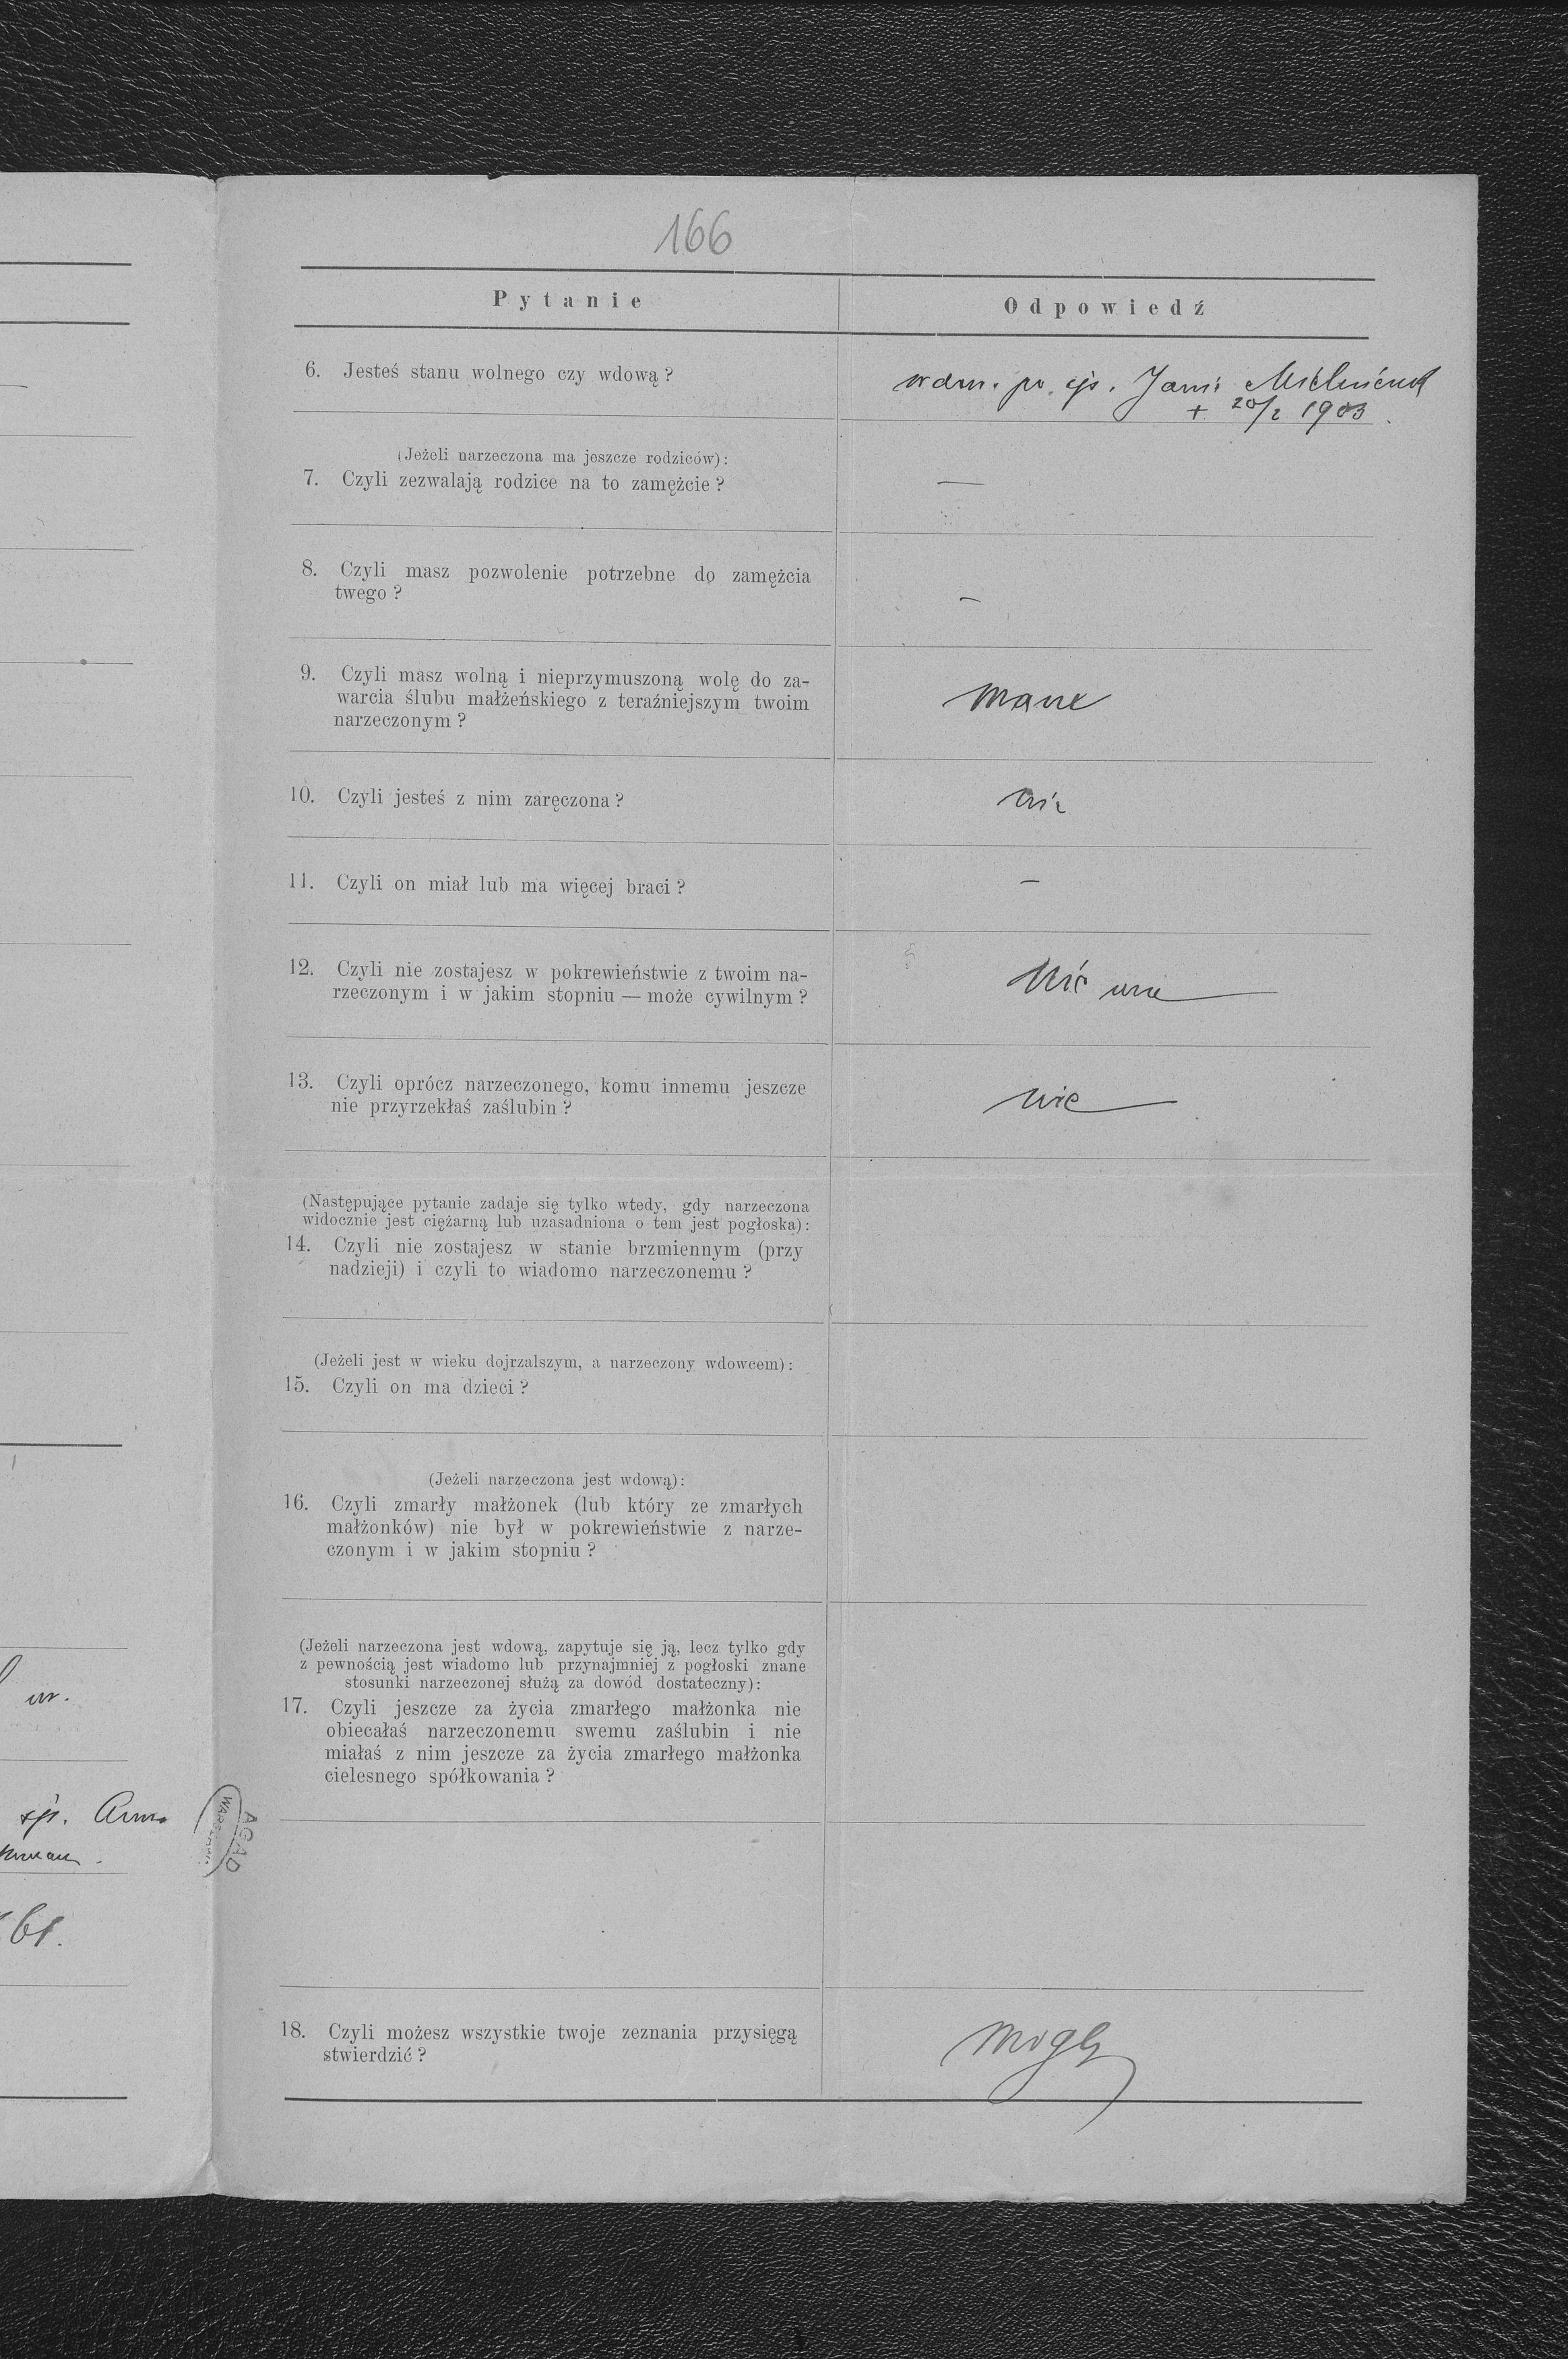 166
Pytanie
Odpowiedź
6. Jesteś stanu wolnego czy wdową?
wdow. po śp. Janie
+ 20/2 1903
(Jeżeli narzeczona ma jeszcze rodziców):
7. Czyli zezwalają rodzice na to zamężcie?
—
8. Czyli masz pozwolenie potrzebne do zamężcia
twego?
—
9. Czyli masz wolną i nieprzymuszoną wolę do za-
warcia ślubu małżeńskiego z teraźniejszym twoim
narzeczonym?
10. Czyli jesteś z nim zaręczona?
nie
11. Czyli on miał lub ma więcej braci?
—
12. Czyli nie zostajesz w pokrewieństwie z twoim na-
rzeczonym i w jakim stopniu — może cywilnym?
Nie
13. Czyli oprócz narzeczonego, komu innemu jeszcze
nie przyrzekłaś zaślubin?
nie
(Następujące pytanie zadaje się tylko wtedy, gdy narzeczona
widocznie jest ciężarną lub uzasadniona o tem jest pogłoska):
14. Czyli nie zostajesz w stanie brzmiennym (przy
nadzieji) i czyli to wiadomo narzeczonemu?
(Jeżeli jest w wieku dojrzalszym, a narzeczony wdowcem):
15. Czyli on ma dzieci?
(Jeżeli narzeczona jest wdową):
16. Czyli zmarły małżonek (lub który ze zmarłych
małżonków) nie był w pokrewieństwie z narze-
czonym i w jakim stopniu?
(Jeżeli narzeczona jest wdową, zapytuje się ją, lecz tylko gdy
z pewnością jest wiadomo lub przynajmniej z pogłoski znane
stosunki narzeczonej służą za dowód dostateczny):
17. Czyli jeszcze za życia zmarłego małżonka nie
obiecałaś narzeczonemu swemu zaślubin i nie
miałaś z nim jeszcze za życia zmarłego małżonka
cielesnego spółkowania?
śp. Anna
61.
AGAD
WARSZAWA
18. Czyli możesz wszystkie twoje zeznania przysięgą
stwierdzić?
mogę